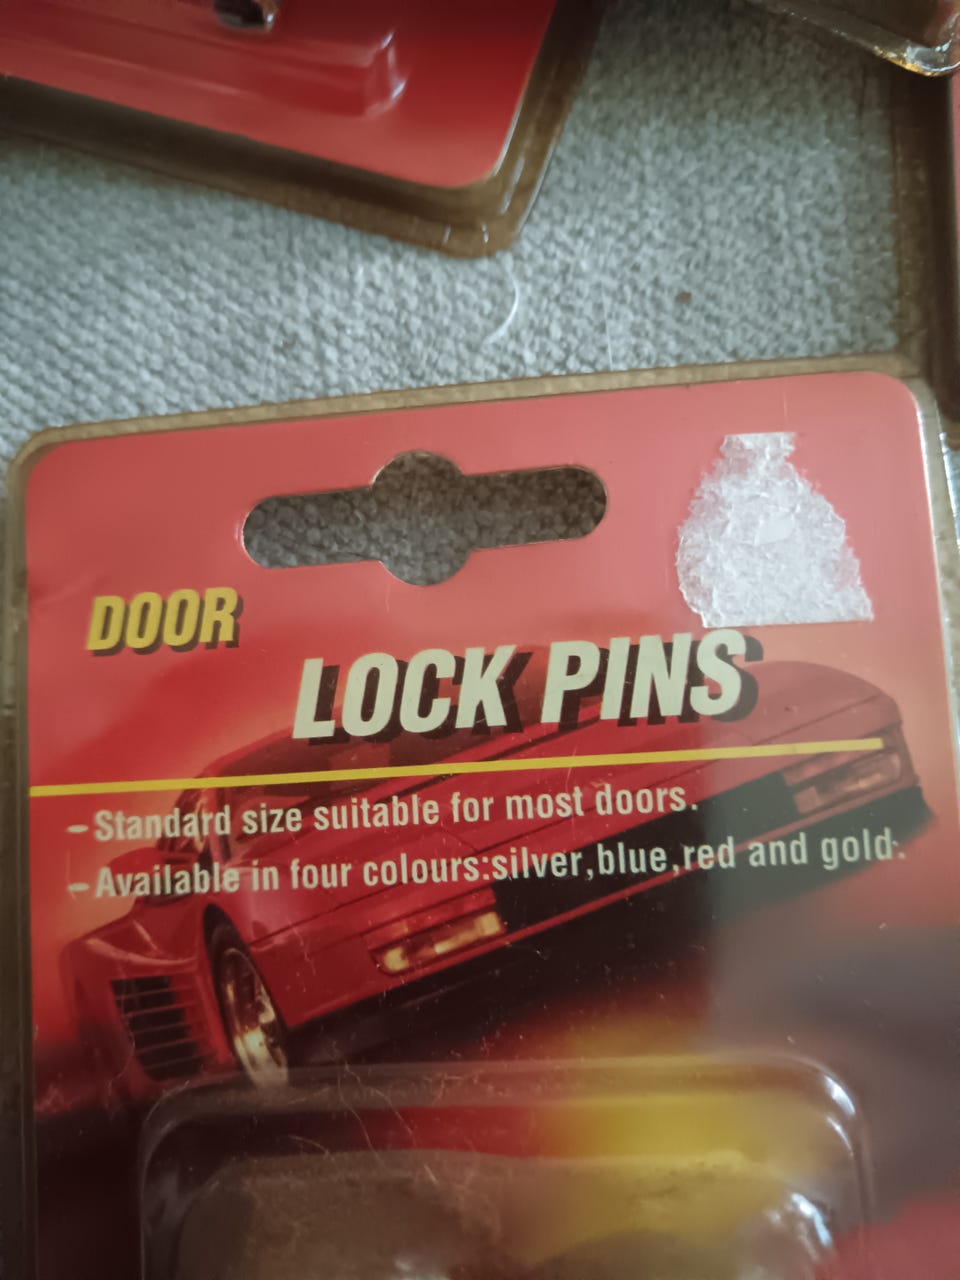 DOOR
LOCK PINS
-Standard size suitable for most doors.
-Available in four colours:silver,blue,red and gold.